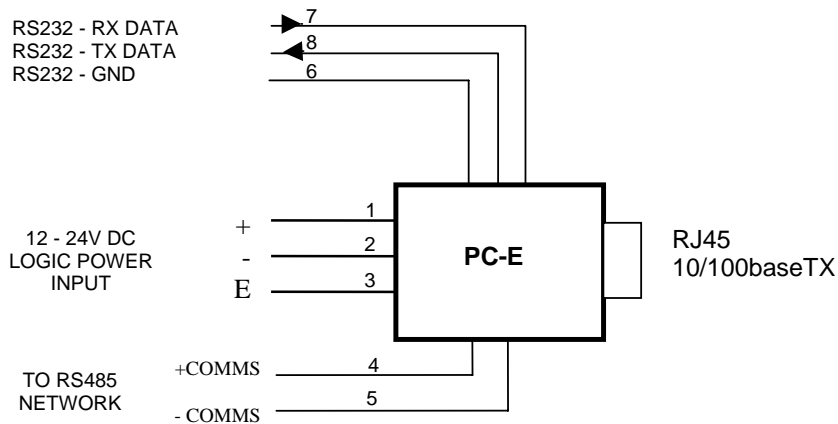 RS232 - RX DATA
7
RS232 - TX DATA
8
RS232 - GND
6
12 - 24V DC
LOGIC POWER
INPUT
+
1
-
2
E
3
PC-E
RJ45
10/100baseTX
TO RS485
NETWORK
+COMMS
4
- COMMS
5